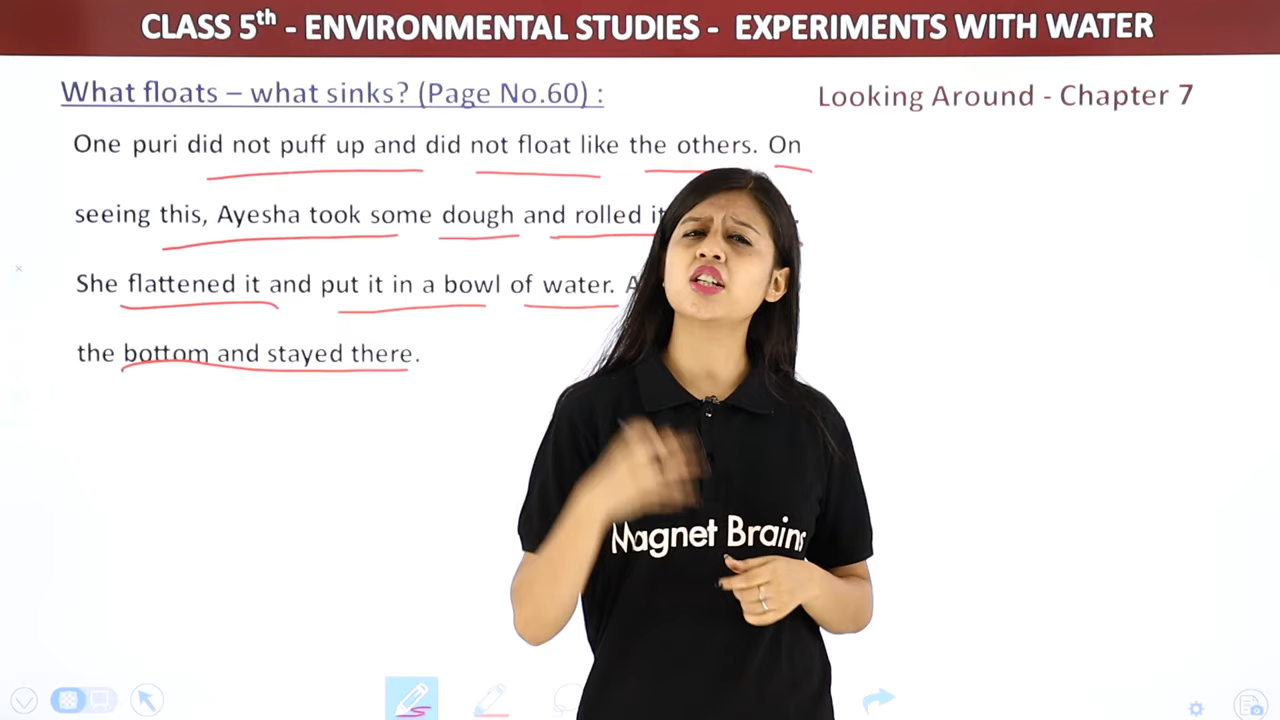 CLASS 5th - ENVIRONMENTAL STUDIES - EXPERIMENTS WITH WATER
What floats – what sinks? (Page No.60) :
Looking Around - Chapter 7
One puri did not puff up and did not float like the others. On
seeing this, Ayesha took some dough and rolled
She flattened it and put it in a bowl of water.
the bottom and stayed there.
Magnet Brains